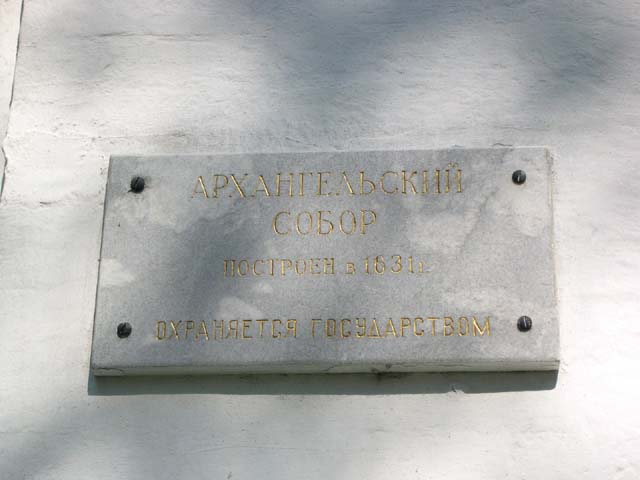 АРХАНГЕЛЬСКИЙ
СОБОР
ПОСТРОЕН в 1631 г.
ОХРАНЯЕТСЯ ГОСУДАРСТВОМ